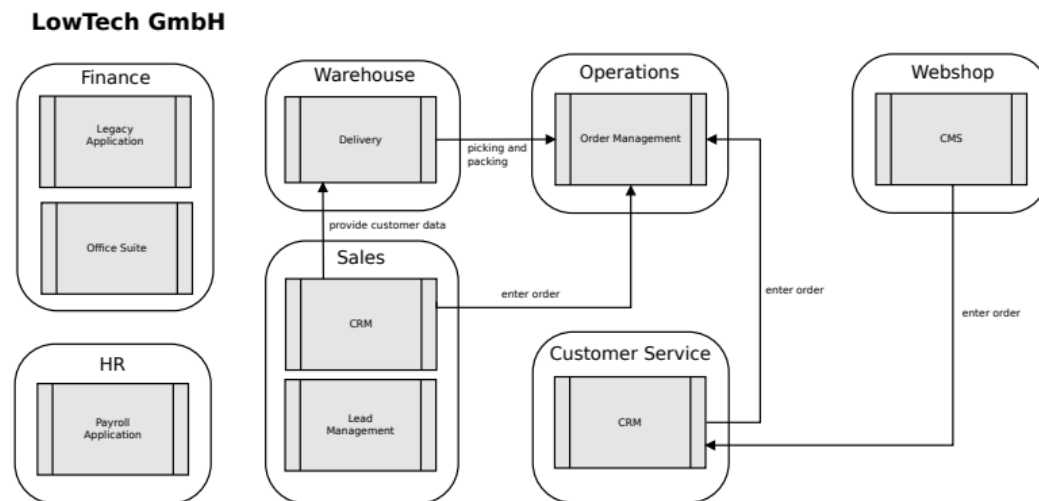 LowTech GmbH
Finance
Legacy
Application
Office Suite
HR
Payroll
Application
Warehouse
Delivery
picking and
packing
provide customer data
Sales
CRM
enter order
Lead
Management
Operations
Order Management
enter order
Customer Service
CRM
Webshop
CMS
enter order